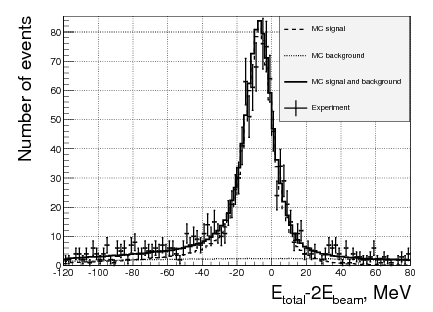 Number of events
80
70
60
50
40
30
20
10
0
-120 -100 -80 -60 -40 -20 0 20 40 60 80
E_total-2E_beam, MeV
MC signal
MC background
MC signal and background
Experiment